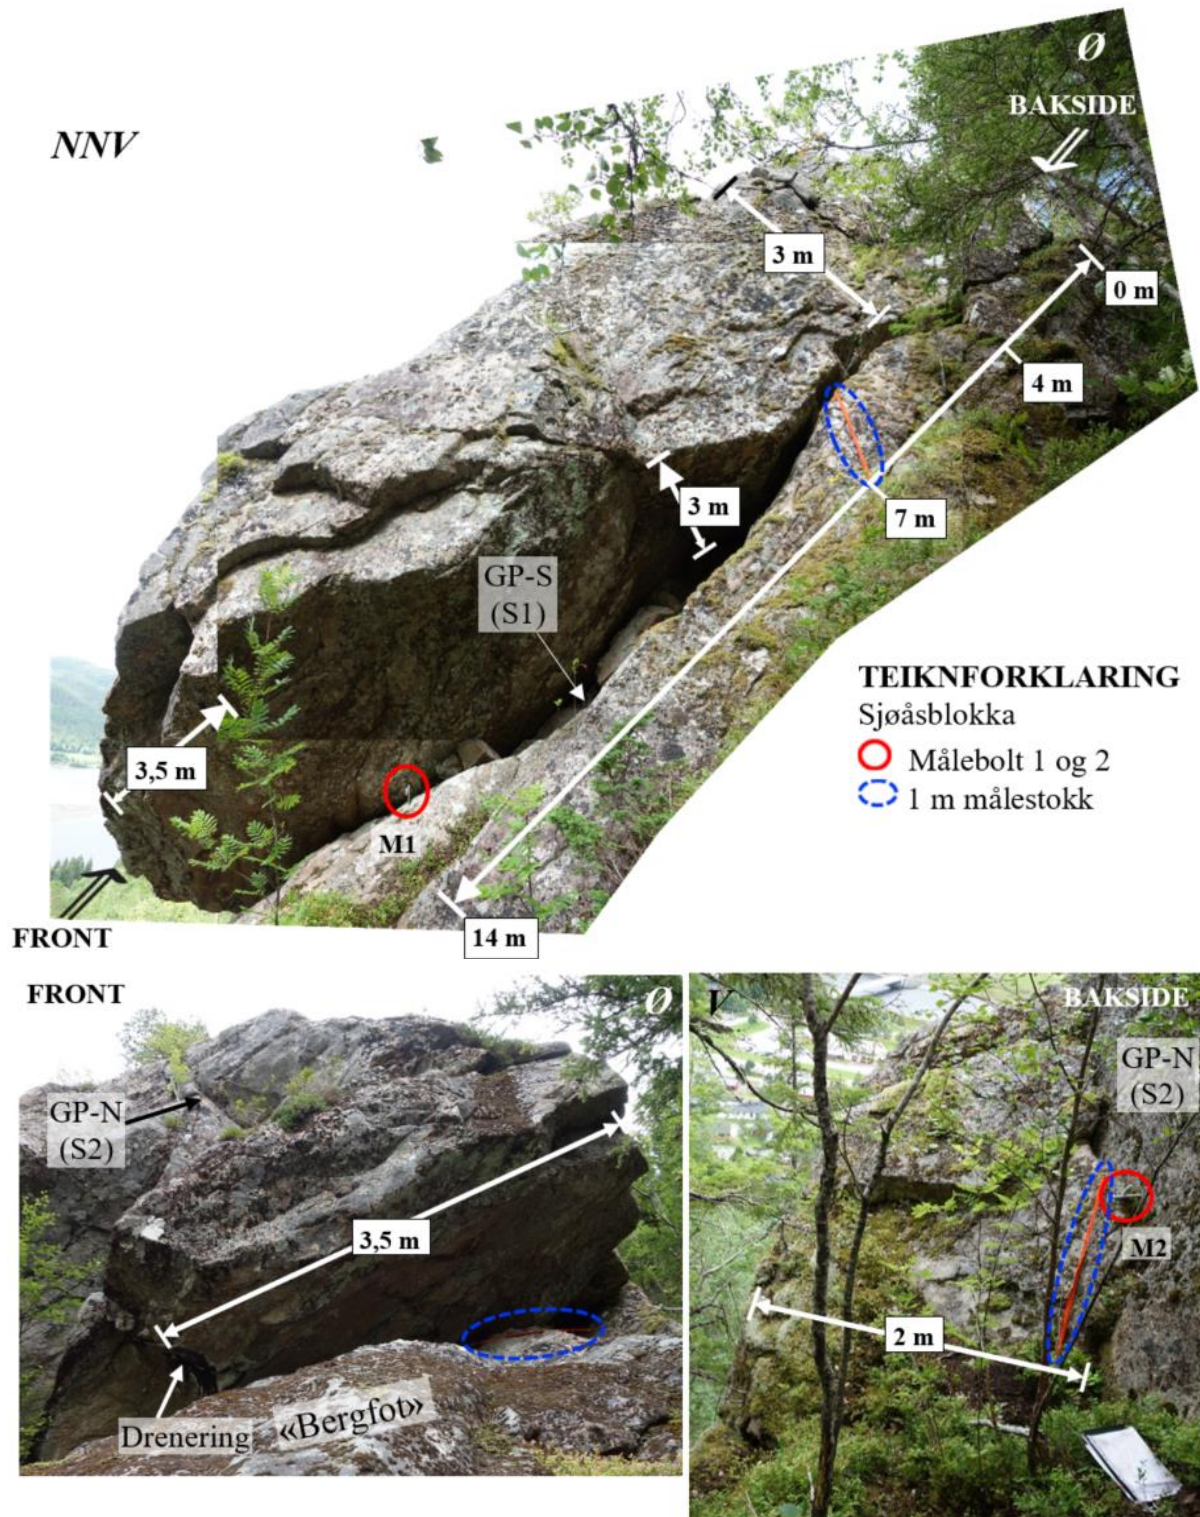 NNV
Ø
BAKSIDE
3 m
0 m
4 m
3 m
7 m
GP-S
(S1)
TEIKNFORKLARING
Sjøåsblokka
Målebolt 1 og 2
1 m målestokk
3,5 m
M1
14 m
FRONT
FRONT
Ø
GP-N
(S2)
3,5 m
Drenering
«Bergfot»
V
BAKSIDE
GP-N
(S2)
M2
2 m